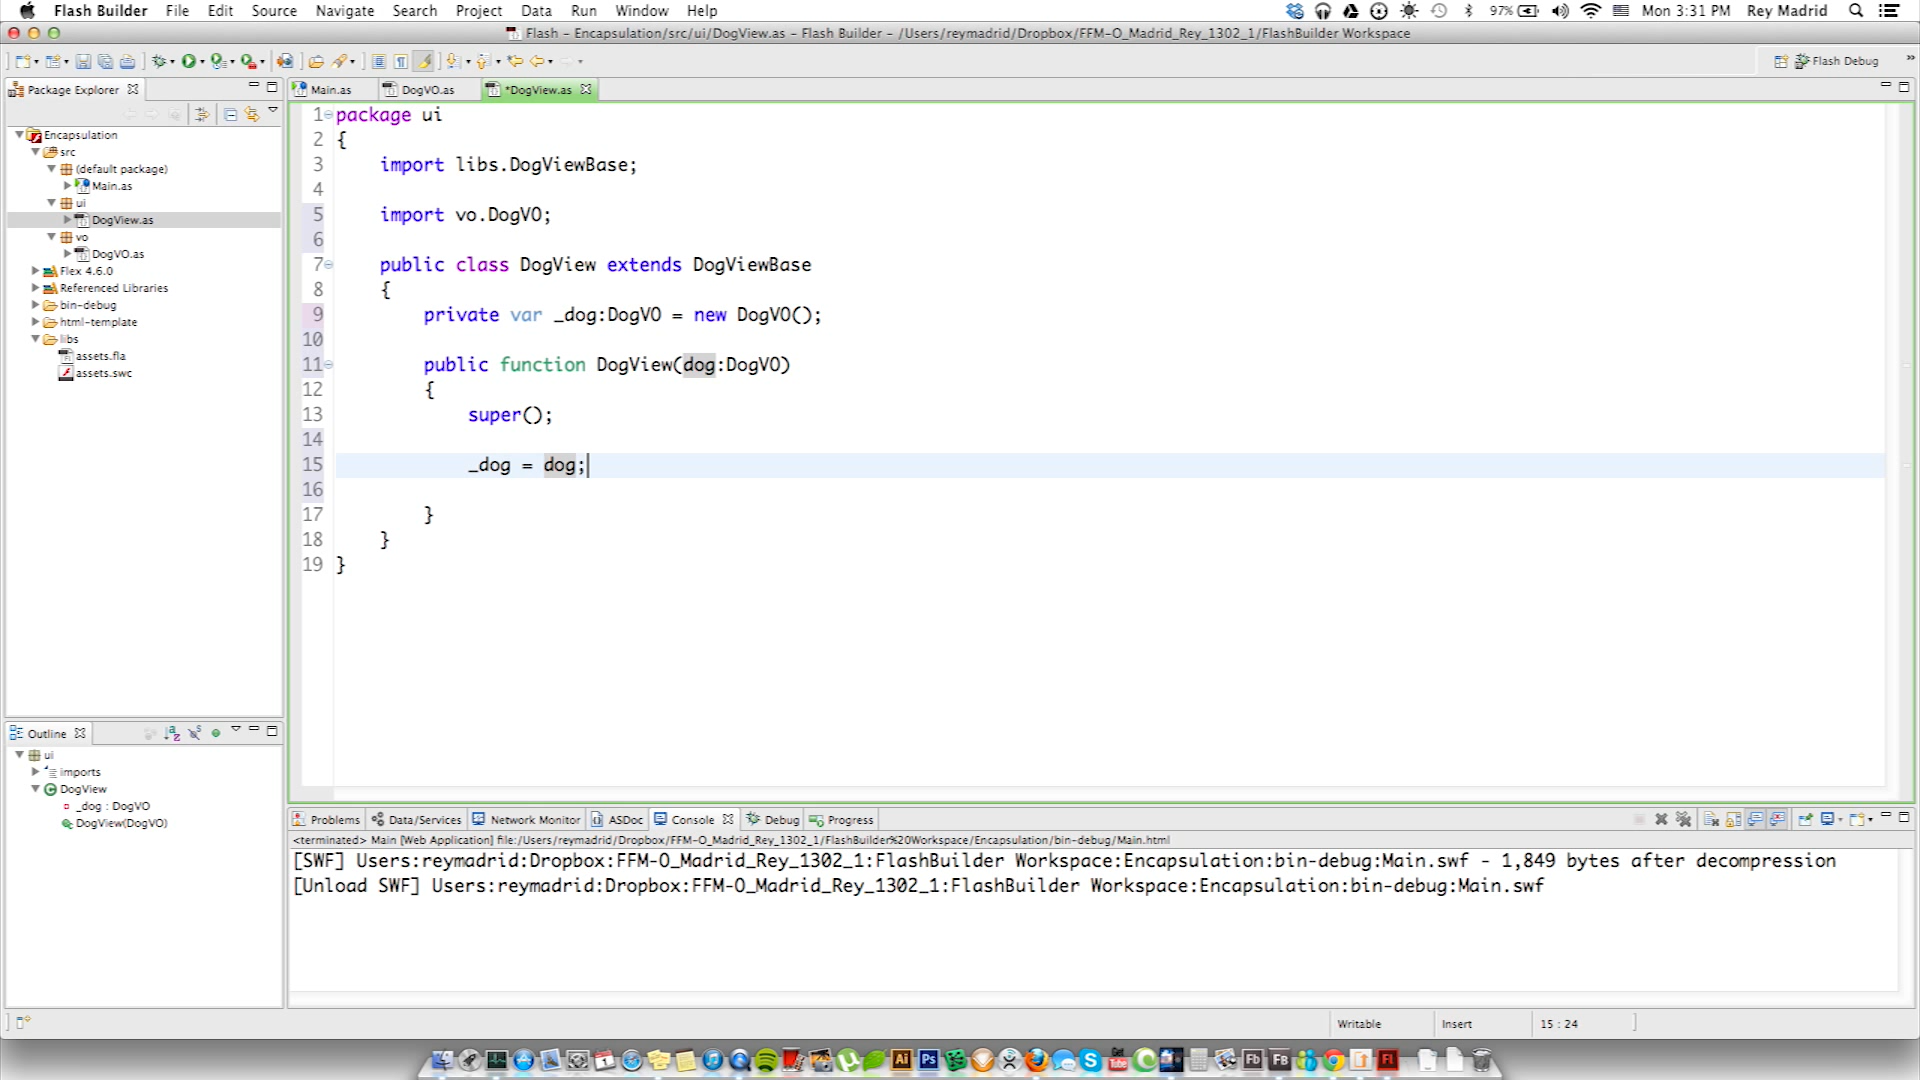 Flash Builder File Edit Source Navigate Search Project Data Run Window Help 97% Mon 3:31 PM Rey Madrid
Flash – Encapsulation/src/ui/DogView.as – Flash Builder – /Users/reymadrid/Dropbox/FFM-O_Madrid_Rey_1302_1/FlashBuilder Workspace
Flash Debug
Package Explorer
Main.as DogVO.as *DogView.as
Encapsulation
src
(default package)
Main.as
ui
DogView.as
vo
DogVO.as
Flex 4.6.0
Referenced Libraries
bin-debug
html-template
libs
assets.fla
assets.swc
1 package ui
2 {
3 import libs.DogViewBase;
4
5 import vo.DogVO;
6
7 public class DogView extends DogViewBase
8 {
9 private var _dog:DogVO = new DogVO();
10
11 public function DogView(dog:DogVO)
12 {
13 super();
14
15 _dog = dog;
16
17 }
18 }
19 }
Outline
ui
imports
DogView
_dog : DogVO
DogView(DogVO)
Problems Data/Services Network Monitor ASDoc Console Debug Progress
<terminated> Main [Web Application] file:/Users/reymadrid/Dropbox/FFM-O_Madrid_Rey_1302_1/FlashBuilder%20Workspace/Encapsulation/bin-debug/Main.html
[SWF] Users:reymadrid:Dropbox:FFM-O_Madrid_Rey_1302_1:FlashBuilder Workspace:Encapsulation:bin-debug:Main.swf - 1,849 bytes after decompression
[Unload SWF] Users:reymadrid:Dropbox:FFM-O_Madrid_Rey_1302_1:FlashBuilder Workspace:Encapsulation:bin-debug:Main.swf
Writable Insert 15 : 24
Ai Ps Fb FB Fl